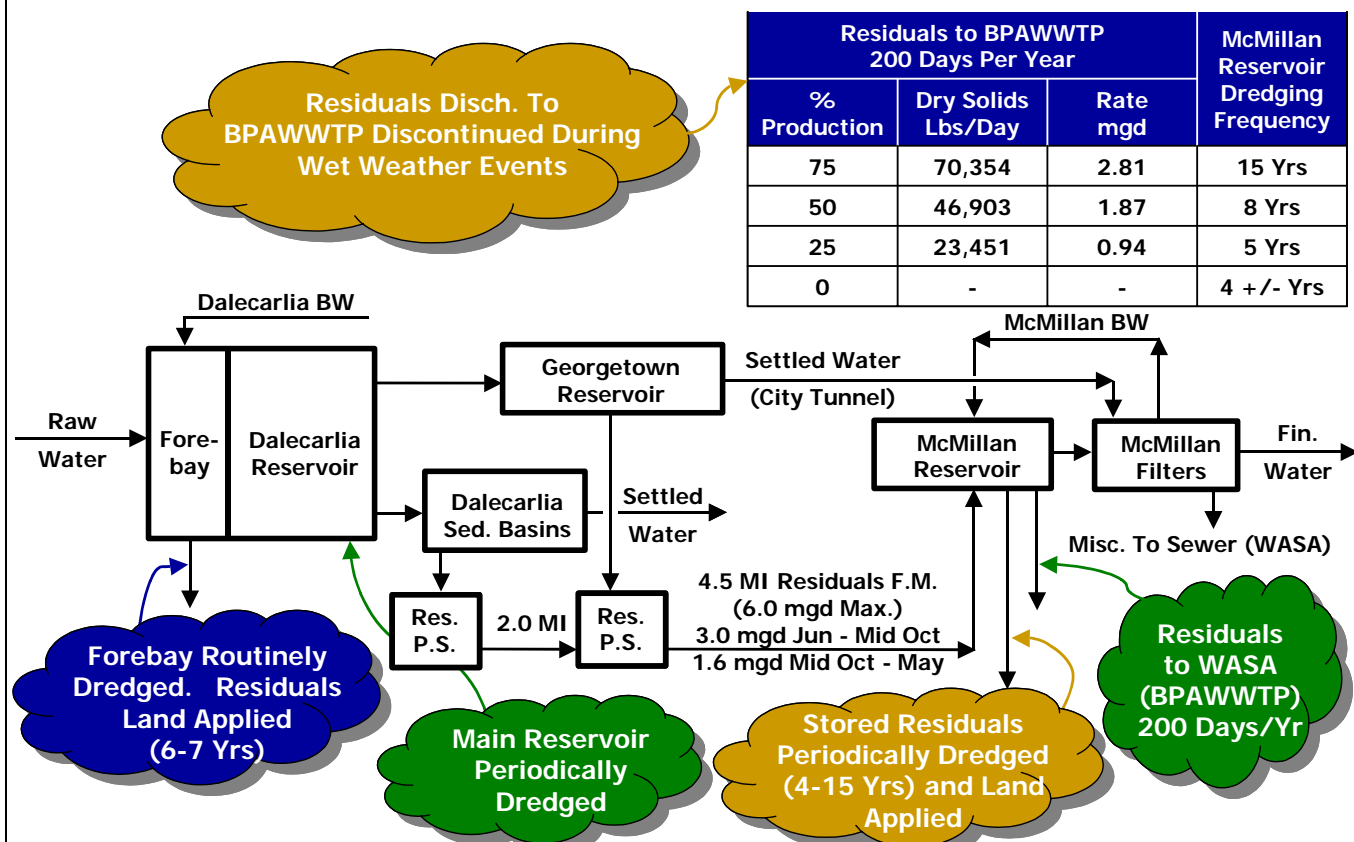 Residuals Disch. To
BPAWWTP Discontinued During
Wet Weather Events
Residuals to BPAWWTP
200 Days Per Year
McMillan
Reservoir
Dredging
Frequency
%
Production
Dry Solids
Lbs/Day
Rate
mgd
75 70,354 2.81 15 Yrs
50 46,903 1.87 8 Yrs
25 23,451 0.94 5 Yrs
0 - - 4 +/- Yrs
Dalecarlia BW
McMillan BW
Raw
Water
Fore-
bay
Dalecarlia
Reservoir
Georgetown
Reservoir
Settled Water
(City Tunnel)
McMillan
Reservoir
McMillan
Filters
Fin.
Water
Dalecarlia
Sed. Basins
Settled
Water
Misc. To Sewer (WASA)
Res.
P.S.
2.0 MI
Res.
P.S.
4.5 MI Residuals F.M.
(6.0 mgd Max.)
3.0 mgd Jun - Mid Oct
1.6 mgd Mid Oct - May
Forebay Routinely
Dredged. Residuals
Land Applied
(6-7 Yrs)
Main Reservoir
Periodically
Dredged
Stored Residuals
Periodically Dredged
(4-15 Yrs) and Land
Applied
Residuals
to WASA
(BPAWWTP)
200 Days/Yr